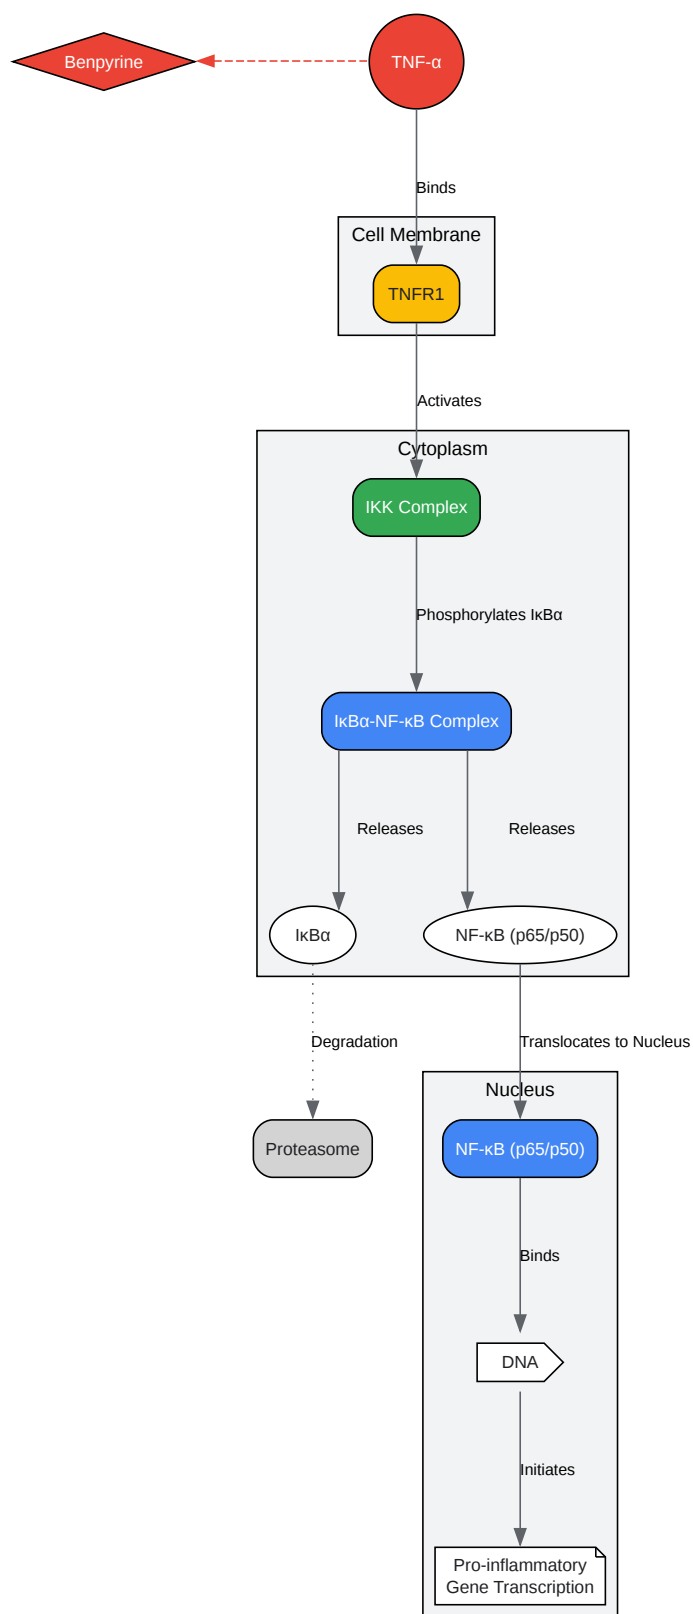 Benpyrine
TNF-α
Binds
Cell Membrane
TNFR1
Activates
Cytoplasm
IKK Complex
Phosphorylates IκBα
IκBα-NF-κB Complex
Releases
Releases
IκBα
NF-κB (p65/p50)
Degradation
Translocates to Nucleus
Nucleus
Proteasome
NF-κB (p65/p50)
Binds
DNA
Initiates
Pro-inflammatory
Gene Transcription